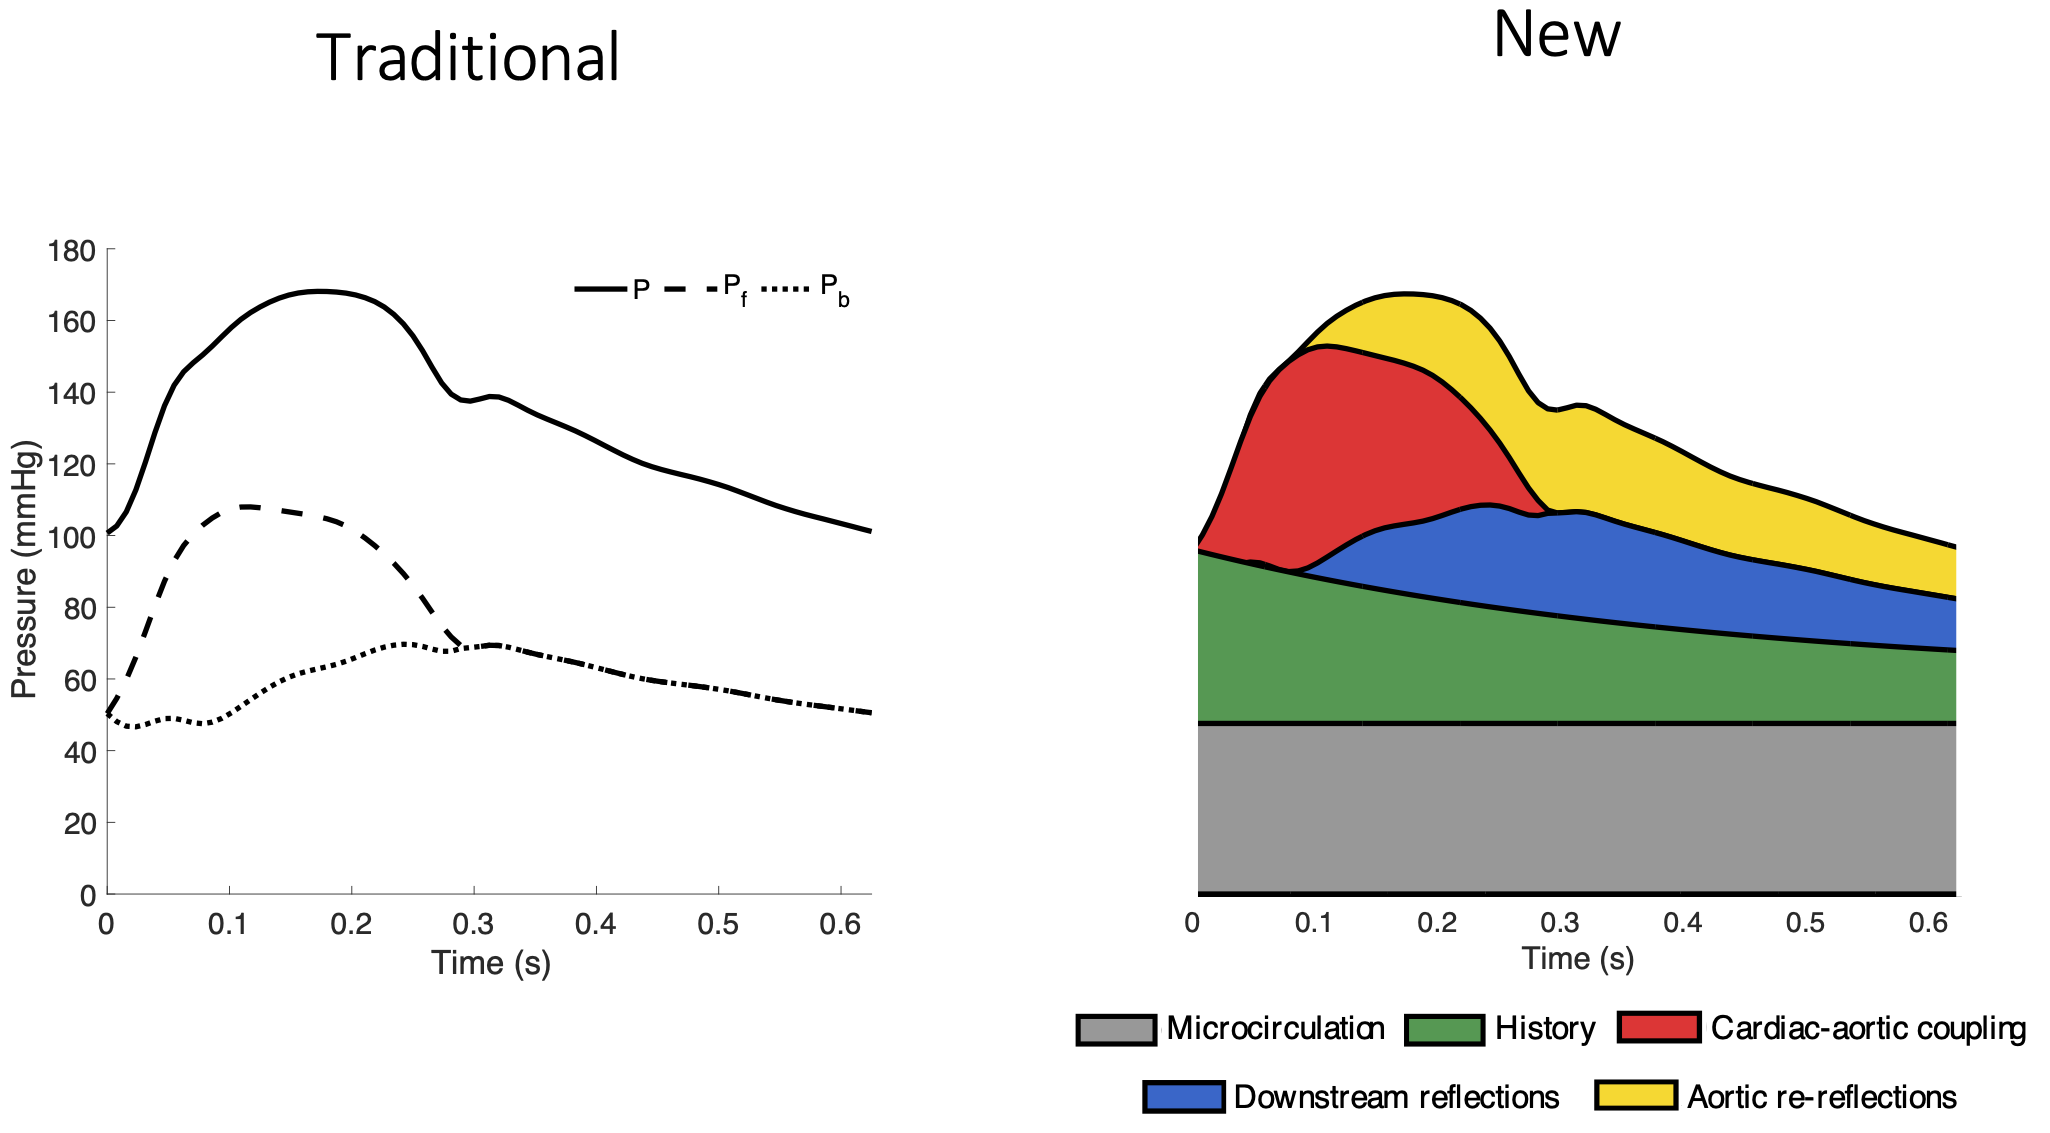 Traditional
New
180
160
140
120
100
80
60
40
20
0
Pressure (mmHg)
P Pf Pb
0 0.1 0.2 0.3 0.4 0.5 0.6
Time (s)
0 0.1 0.2 0.3 0.4 0.5 0.6
Time (s)
Microcirculation History Cardiac-aortic coupling
Downstream reflections Aortic re-reflections